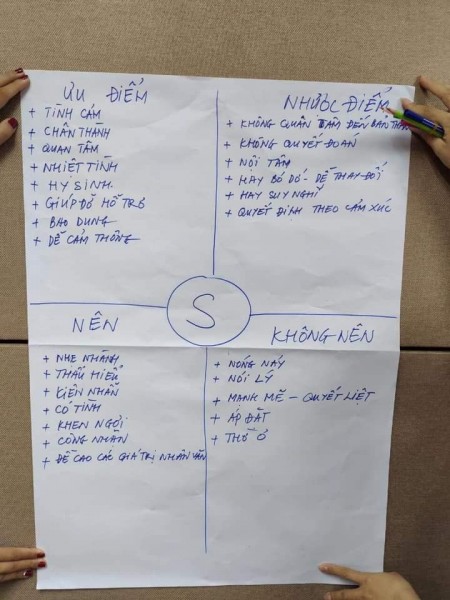 ƯU ĐIỂM
+ TÌNH CẢM
+ CHÂN THÀNH
+ QUAN TÂM
+ NHIỆT TÌNH
+ HY SINH
+ GIÚP ĐỠ HỖ TRỢ
+ BAO DUNG
+ DỄ CẢM THÔNG
NHƯỢC ĐIỂM
+ KHÔNG QUAN TÂM ĐẾN BẢN THÂN
+ KHÔNG QUYẾT ĐOÁN
+ NỘI TÂM
+ HAY BỎ DỞ DỄ THAY ĐỔI
+ HAY SUY NGHĨ
+ QUYẾT ĐỊNH THEO CẢM XÚC
S
NÊN
+ NHẸ NHÀNG
+ THẤU HIỂU
+ KIÊN NHẪN
+ CÓ TÌNH
+ KHEN NGỢI
+ CÔNG NHẬN
+ ĐỀ CAO CÁC GIÁ TRỊ NHÂN VĂN
KHÔNG NÊN
+ NÓNG NẢY
+ NÓI LÝ
+ MẠNH MẼ - QUYẾT LIỆT
+ ÁP ĐẶT
+ THỜ Ơ